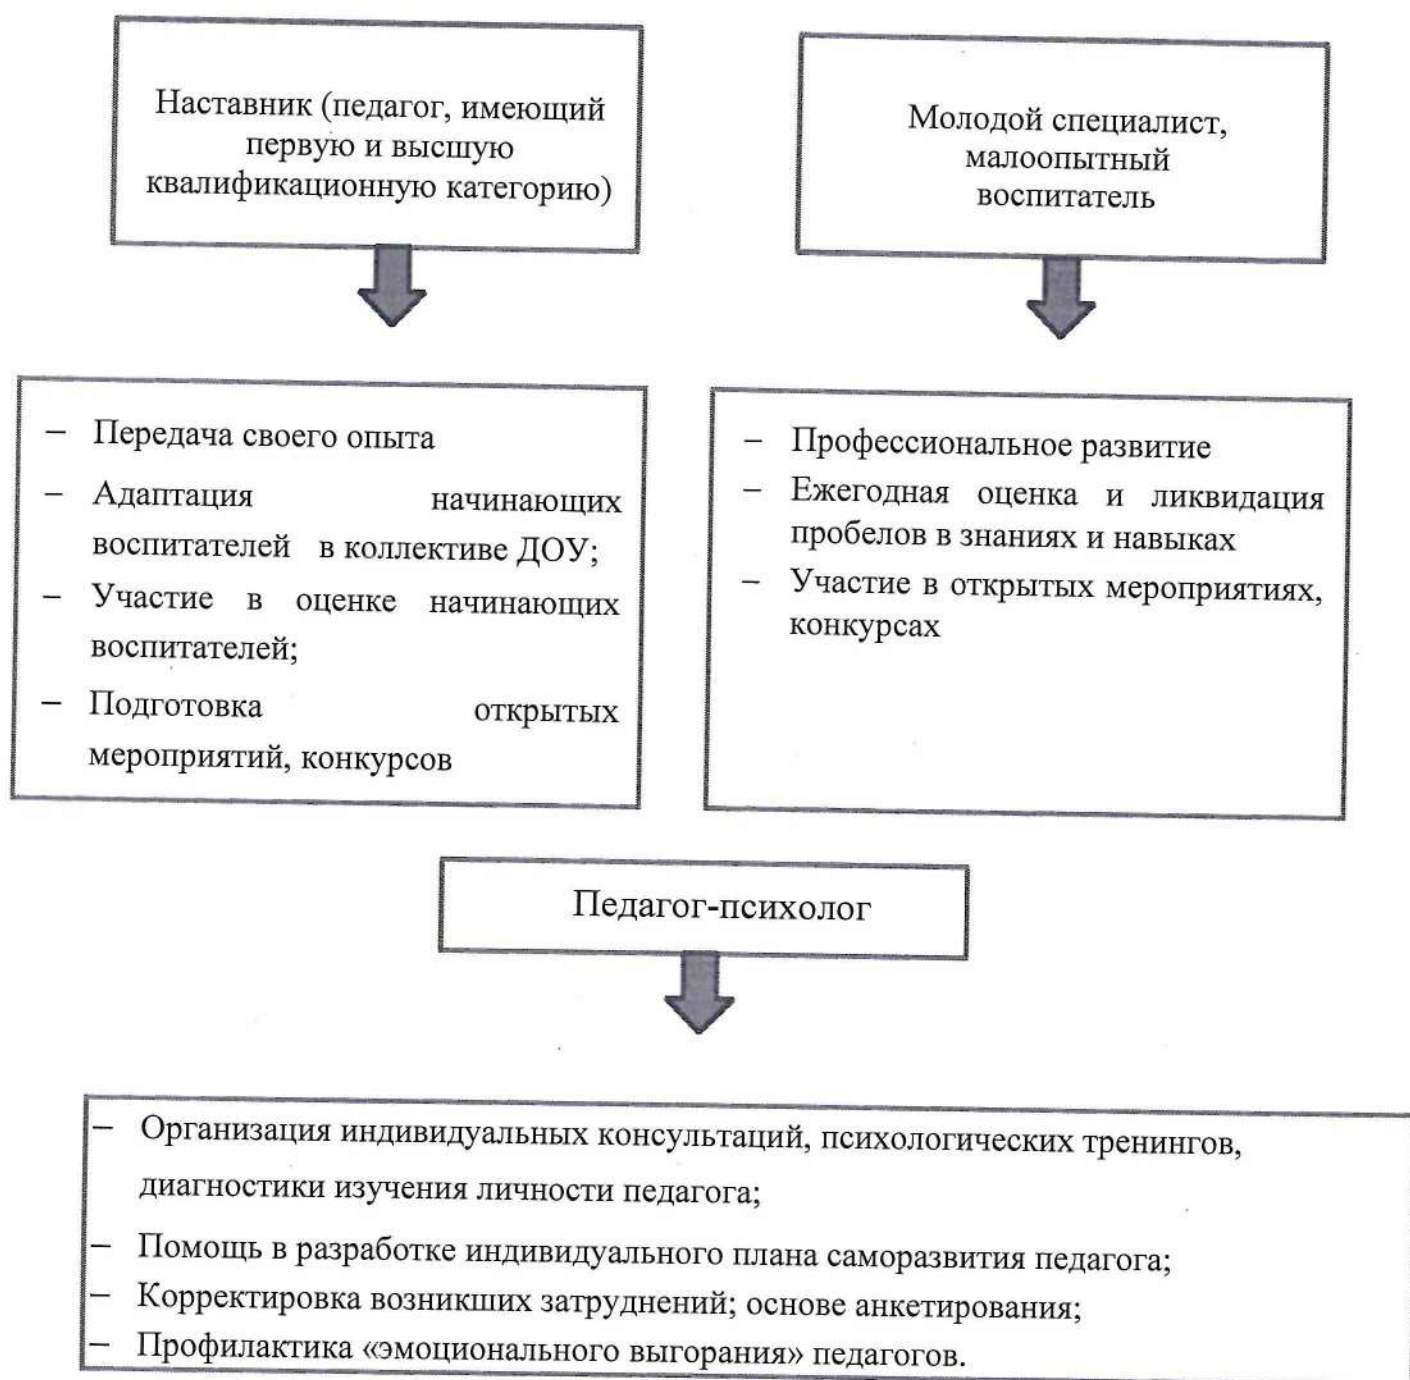 Наставник (педагог, имеющий
первую и высшую
квалификационную категорию)
Молодой специалист,
малоопытный
воспитатель
– Передача своего опыта
– Адаптация начинающих
воспитателей в коллективе ДОУ;
– Участие в оценке начинающих
воспитателей;
– Подготовка открытых
мероприятий, конкурсов
– Профессиональное развитие
– Ежегодная оценка и ликвидация
пробелов в знаниях и навыках
– Участие в открытых мероприятиях,
конкурсах
Педагог-психолог
– Организация индивидуальных консультаций, психологических тренингов,
диагностики изучения личности педагога;
– Помощь в разработке индивидуального плана саморазвития педагога;
– Корректировка возникших затруднений; основе анкетирования;
– Профилактика «эмоционального выгорания» педагогов.